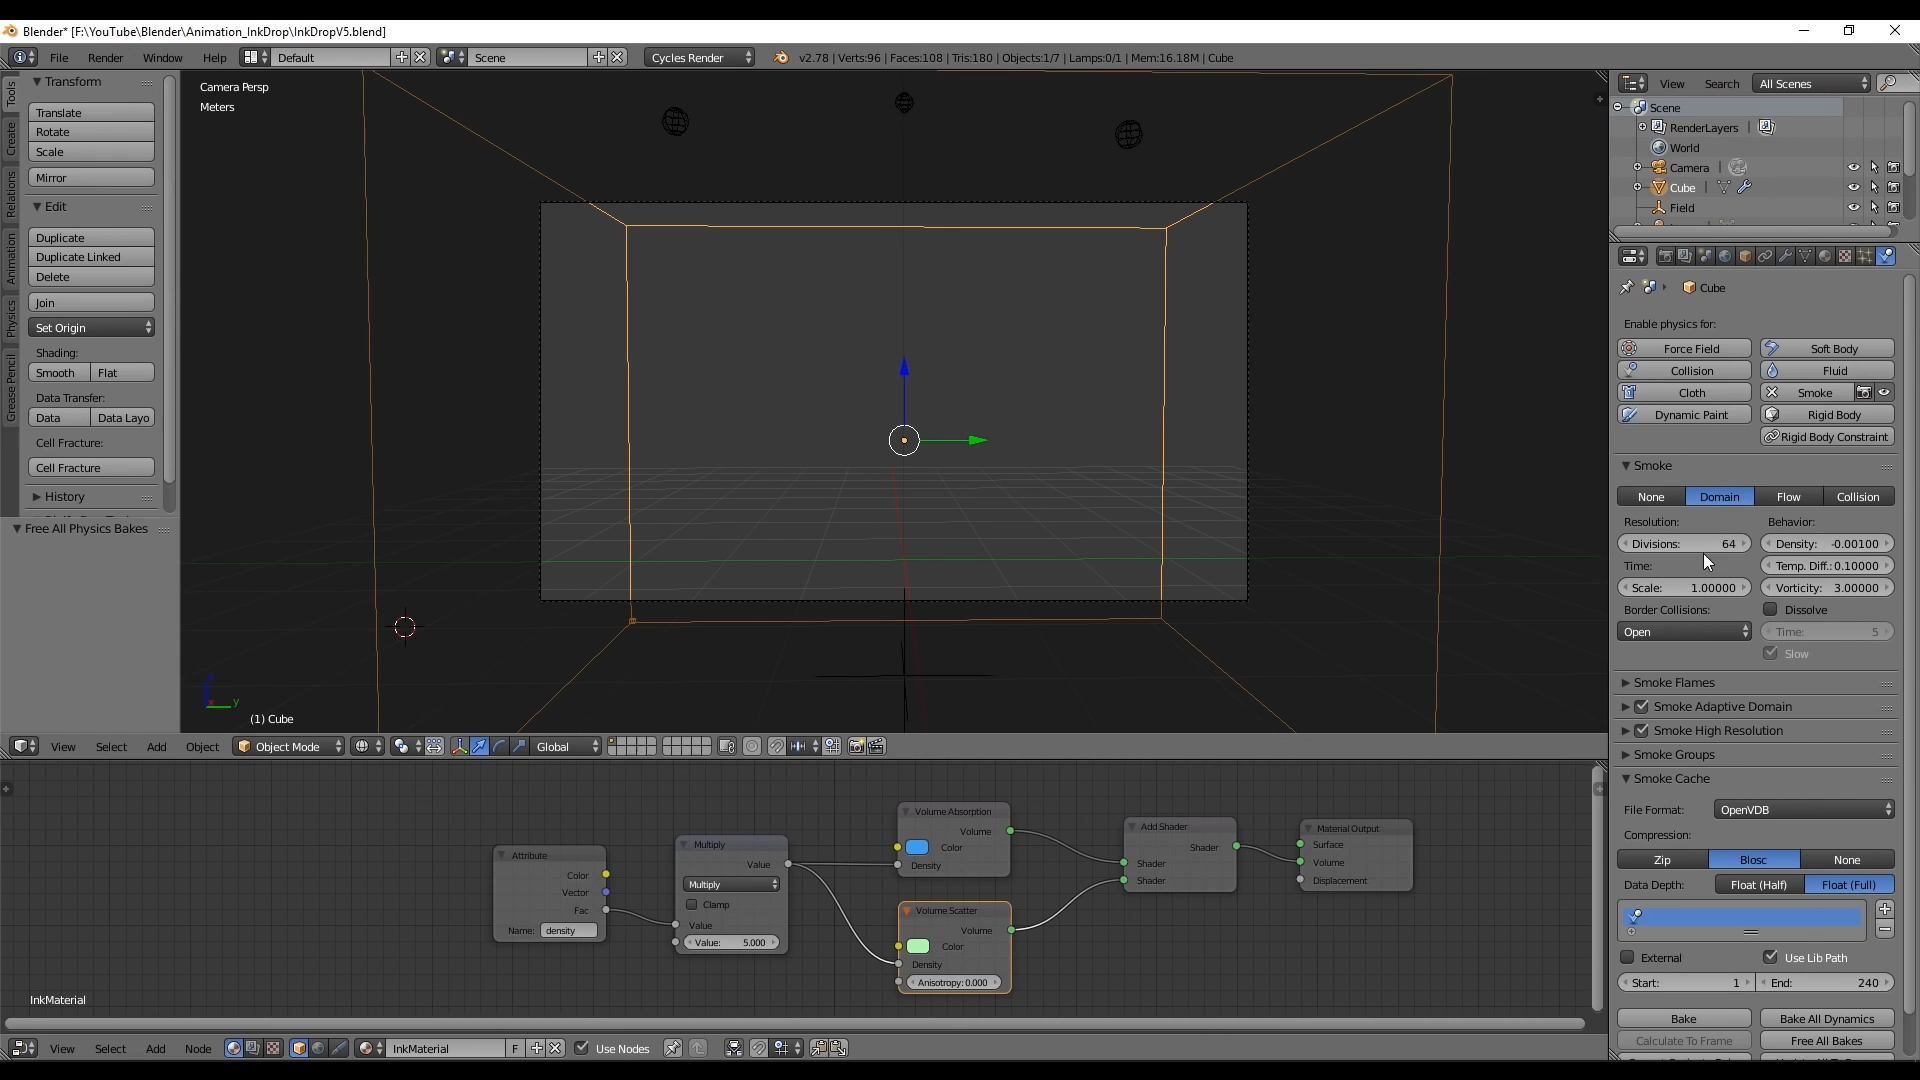 Blender* [F:\YouTube\Blender\Animation_InkDrop\InkDropV5.blend]
File Render Window Help Default Scene Cycles Render v2.78 | Verts:96 | Faces:108 | Tris:180 | Objects:1/7 | Lamps:0/1 | Mem:16.18M | Cube
Tools
Create
Relations
Animation
Physics
Grease Pencil
Transform
Translate
Rotate
Scale
Mirror
Edit
Duplicate
Duplicate Linked
Delete
Join
Set Origin
Shading:
Smooth Flat
Data Transfer:
Data Data Layo
Cell Fracture:
Cell Fracture
History
Free All Physics Bakes
Camera Persp
Meters
y
(1) Cube
View Select Add Object Object Mode Global
Attribute
Color
Vector
Fac
Name: density
Multiply
Value
Multiply
Clamp
Value
Value: 5.000
Volume Absorption
Volume
Color
Density
Volume Scatter
Volume
Color
Density
Anisotropy: 0.000
Add Shader
Shader
Shader
Shader
Material Output
Surface
Volume
Displacement
InkMaterial
View Select Add Node InkMaterial F Use Nodes
View Search All Scenes
Scene
RenderLayers |
World
Camera |
Cube |
Field
Cube
Enable physics for:
Force Field Soft Body
Collision Fluid
Cloth Smoke
Dynamic Paint Rigid Body
Rigid Body Constraint
Smoke
None Domain Flow Collision
Resolution: Behavior:
Divisions: 64 Density: -0.00100
Time: Temp. Diff.: 0.10000
Scale: 1.00000 Vorticity: 3.00000
Border Collisions: Dissolve
Open Time: 5
Slow
Smoke Flames
Smoke Adaptive Domain
Smoke High Resolution
Smoke Groups
Smoke Cache
File Format: OpenVDB
Compression:
Zip Blosc None
Data Depth: Float (Half) Float (Full)
External Use Lib Path
Start: 1 End: 240
Bake Bake All Dynamics
Calculate To Frame Free All Bakes